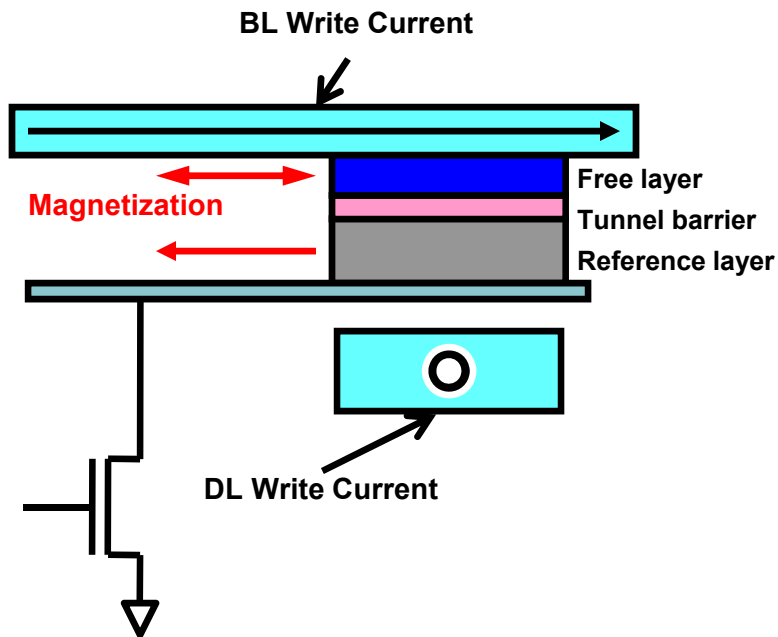 BL Write Current
Free layer
Magnetization
Tunnel barrier
Reference layer
DL Write Current